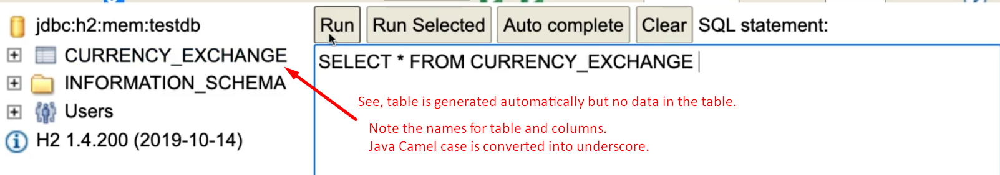 jdbc:h2:mem:testdb
CURRENCY_EXCHANGE
INFORMATION_SCHEMA
Users
H2 1.4.200 (2019-10-14)
Run Run Selected Auto complete Clear SQL statement:
SELECT * FROM CURRENCY_EXCHANGE
See, table is generated automatically but no data in the table.
Note the names for table and columns.
Java Camel case is converted into underscore.